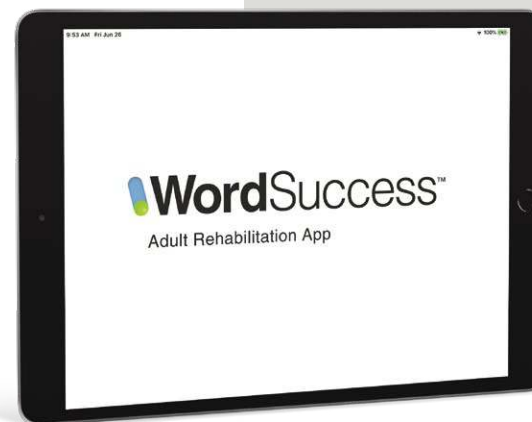 9:53 AM Fri Jun 26 100%
WordSuccess™
Adult Rehabilitation App